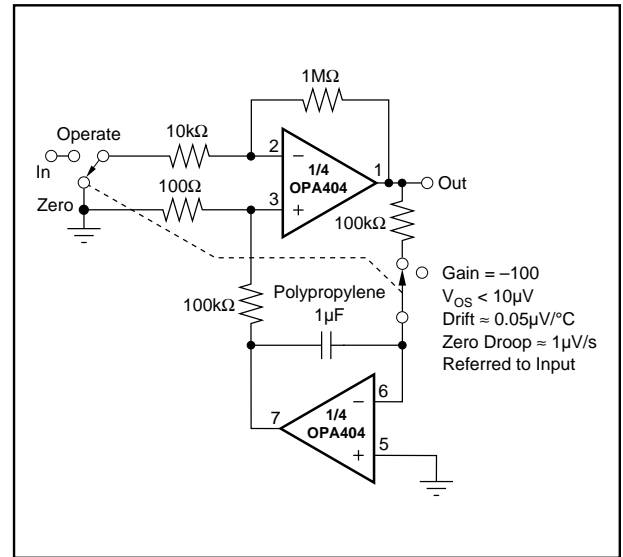 1MΩ
Operate
10kΩ
2
–
1
In
1/4
OPA404
Out
100Ω
3
+
Zero
100kΩ
100kΩ
Polypropylene
1µF
Gain = –100
V_OS < 10µV
Drift ≈ 0.05µV/°C
Zero Droop ≈ 1µV/s
Referred to Input
6
–
7
1/4
OPA404
5
+